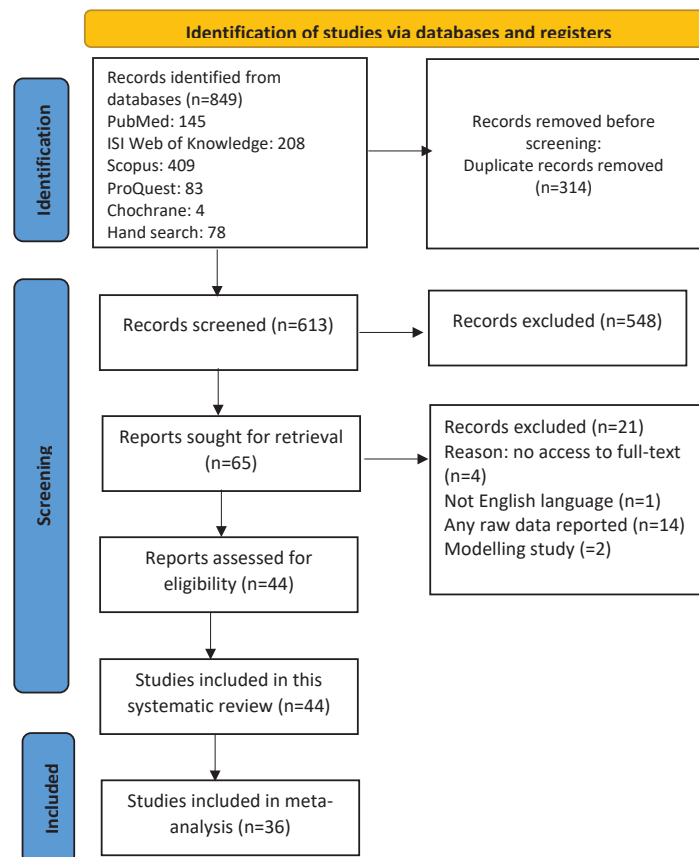 Identification of studies via databases and registers
Identification
Records identified from
databases (n=849)
PubMed: 145
ISI Web of Knowledge: 208
Scopus: 409
ProQuest: 83
Chochrane: 4
Hand search: 78
Records removed before
screening:
Duplicate records removed
(n=314)
Screening
Records screened (n=613)
Records excluded (n=548)
Reports sought for retrieval
(n=65)
Records excluded (n=21)
Reason: no access to full-text
(n=4)
Not English language (n=1)
Any raw data reported (n=14)
Modelling study (=2)
Reports assessed for
eligibility (n=44)
Studies included in this
systematic review (n=44)
Included
Studies included in meta-
analysis (n=36)